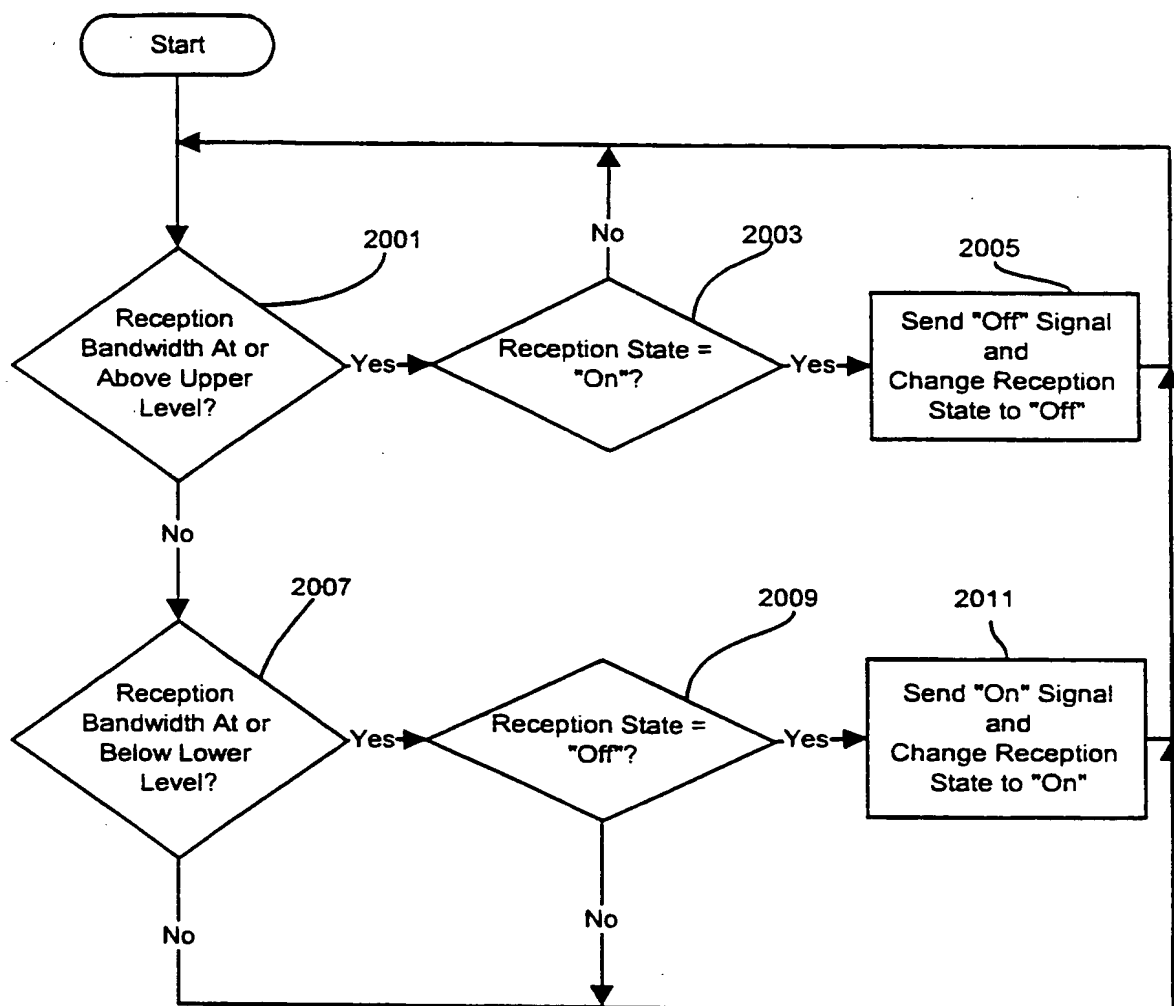 Start
No
2001
2003
2005
Reception
Bandwidth At or
Above Upper
Level?
Yes
Reception State =
"On"?
Yes
Send "Off" Signal
and
Change Reception
State to "Off"
No
2007
2009
2011
Reception
Bandwidth At or
Below Lower
Level?
Yes
Reception State =
"Off"?
Yes
Send "On" Signal
and
Change Reception
State to "On"
No
No